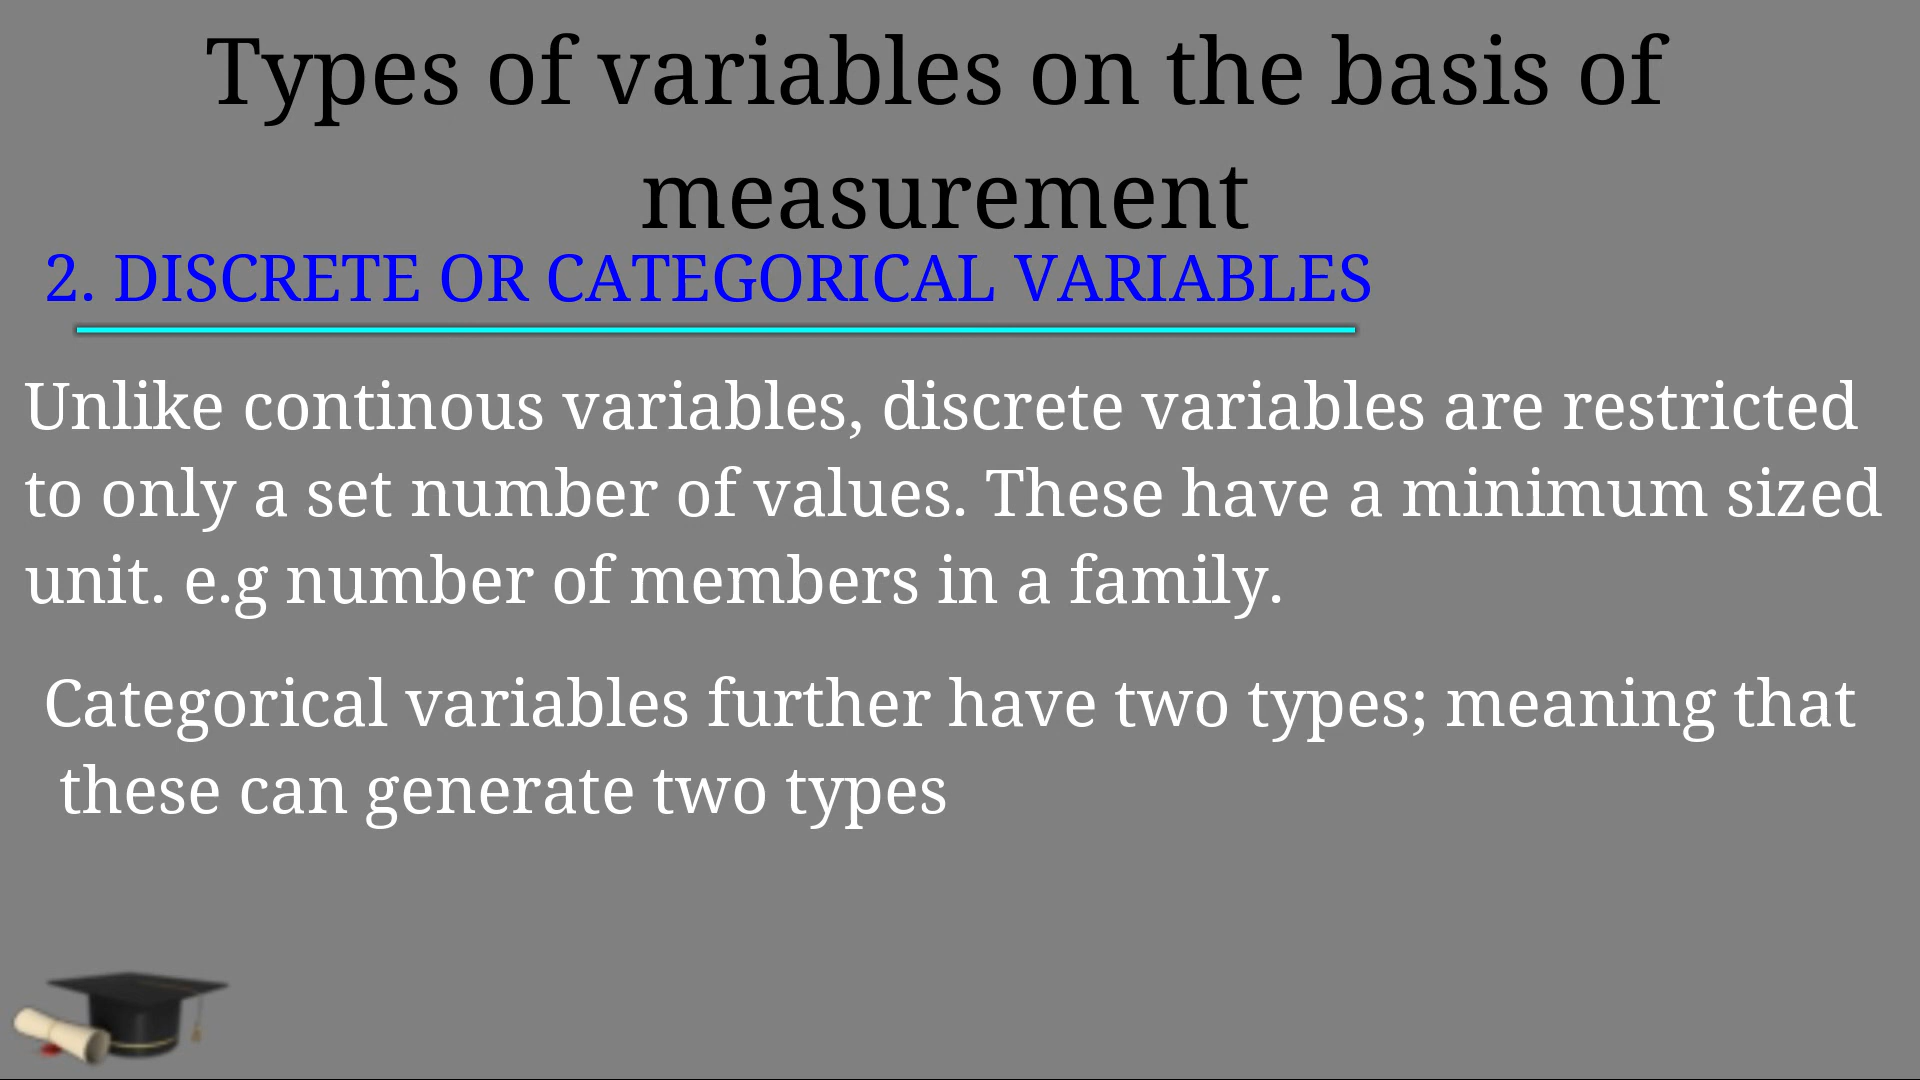 Types of variables on the basis of
measurement
2. DISCRETE OR CATEGORICAL VARIABLES
Unlike continous variables, discrete variables are restricted
to only a set number of values. These have a minimum sized
unit. e.g number of members in a family.
Categorical variables further have two types; meaning that
these can generate two types